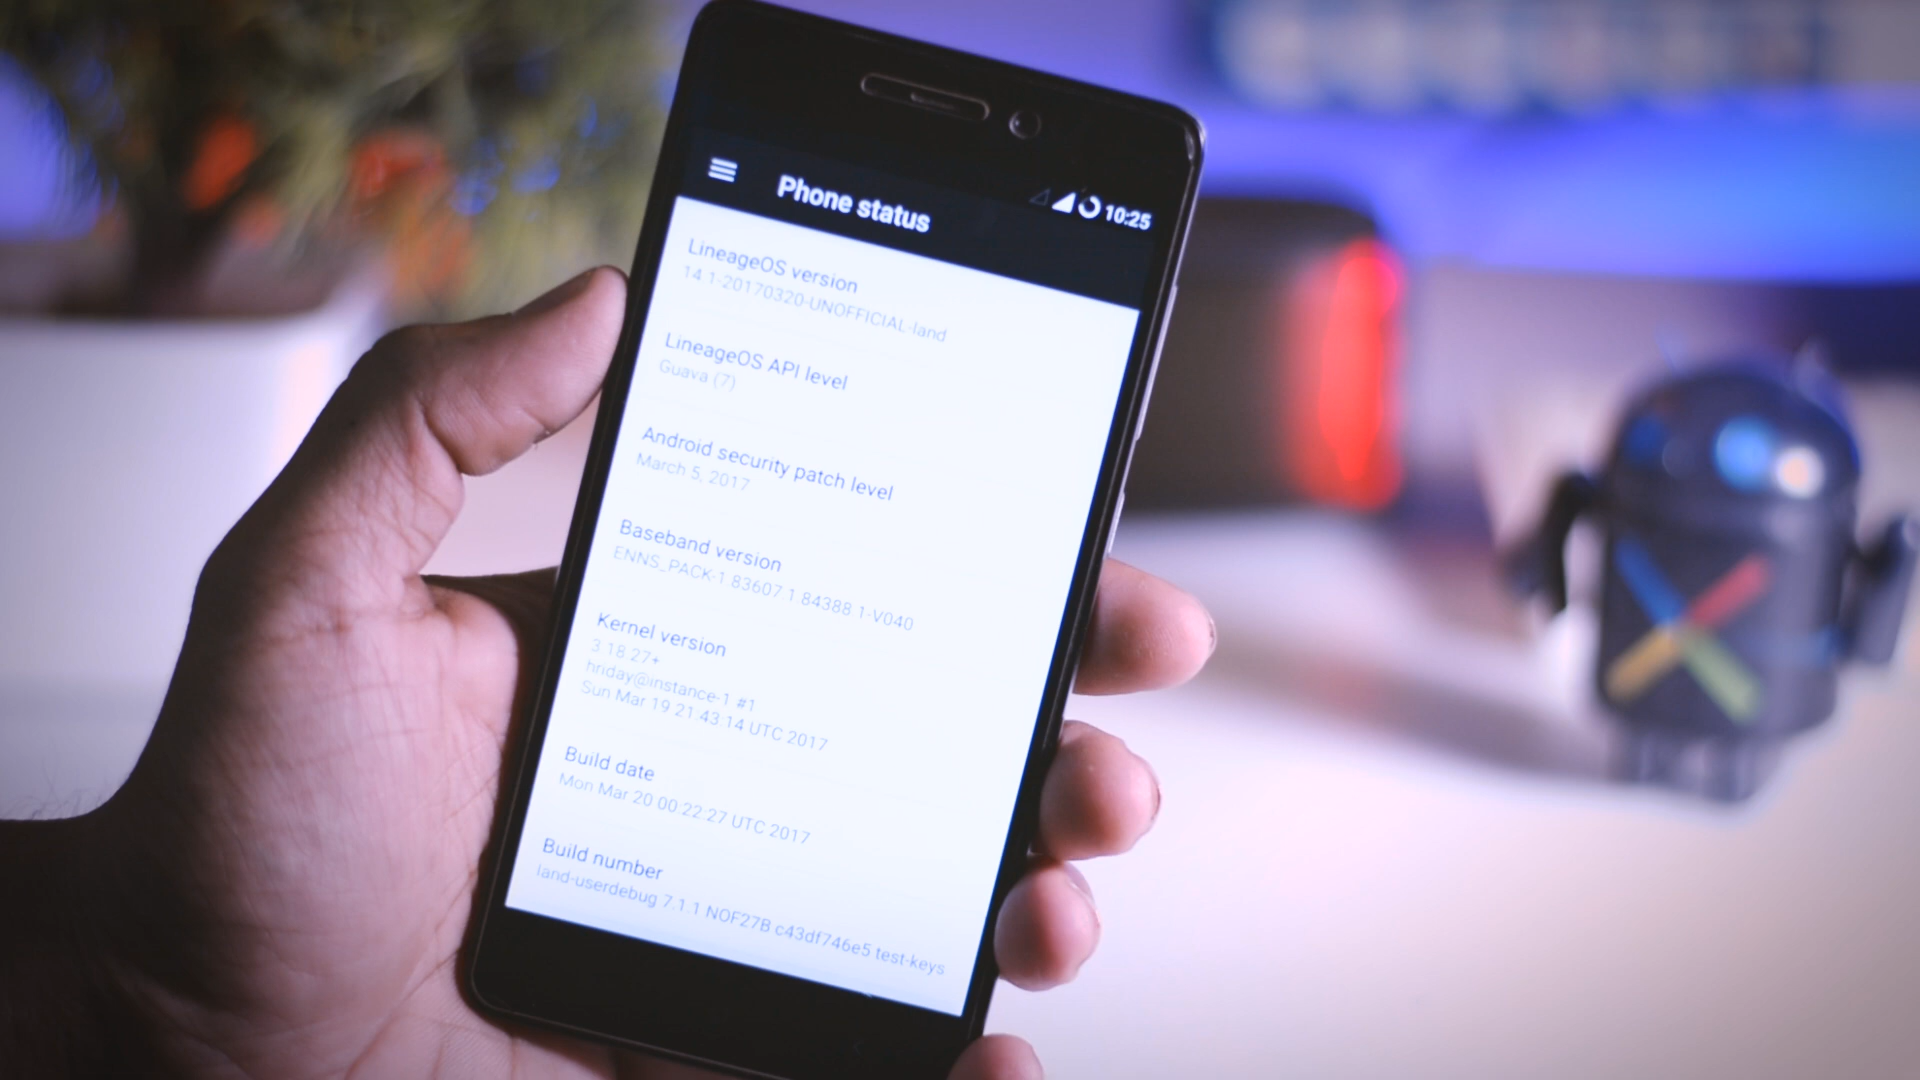 Phone status
10:25
LineageOS version
14.1-20170320-UNOFFICIAL-land
LineageOS API level
Guava (7)
Android security patch level
March 5, 2017
Baseband version
ENNS_PACK-1.83607.1.84388.1-V040
Kernel version
3.18.27+
hriday@instance-1 #1
Sun Mar 19 21:43:14 UTC 2017
Build date
Mon Mar 20 00:22:27 UTC 2017
Build number
land-userdebug 7.1.1 NOF27B c43df746e5 test-keys